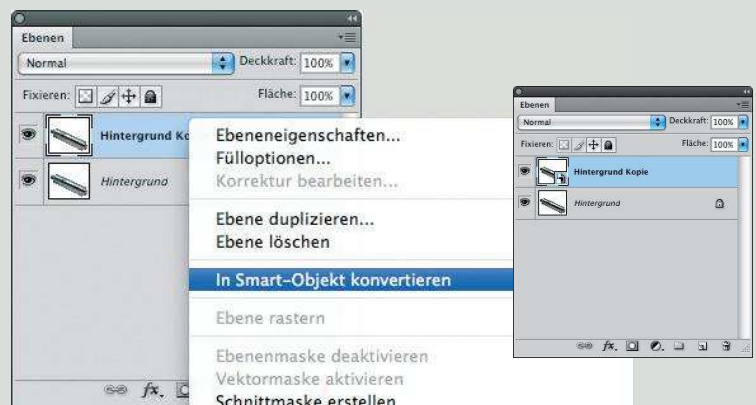 Ebenen
Normal
Deckkraft: 100%
Fixieren:
Fläche: 100%
Hintergrund Ko
Hintergrund
Ebeneneigenschaften...
Fülloptionen...
Korrektur bearbeiten...
Ebene duplizieren...
Ebene löschen
In Smart-Objekt konvertieren
Ebene rastern
Ebenenmaske deaktivieren
Vektormaske aktivieren
Schnittmaske erstellen
fx.
Ebenen
Normal
Deckkraft: 100%
Fixieren:
Fläche: 100%
Hintergrund Kopie
Hintergrund
fx.